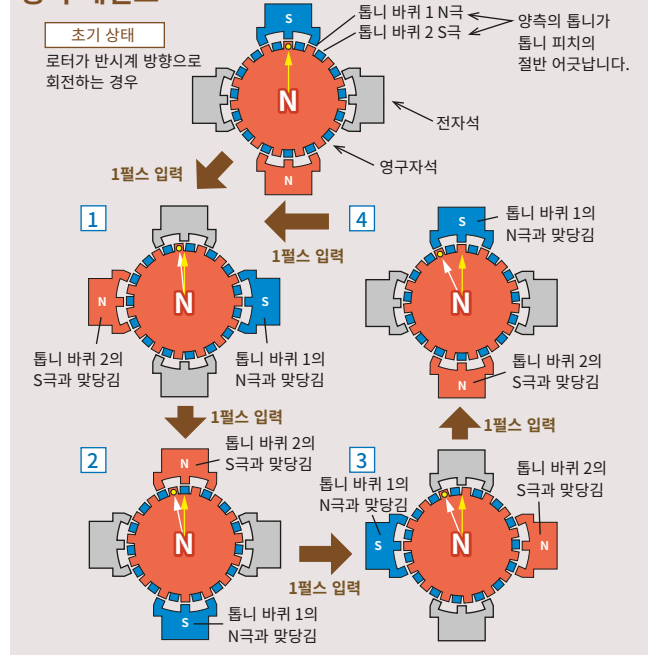 초기 상태
로터가 반시계 방향으로
회전하는 경우
S
톱니 바퀴 1 N극
톱니 바퀴 2 S극
양측의 톱니가
톱니 피치의
절반 어긋납니다.
N
전자석
영구자석
N
1펄스 입력
1
N
N
S
톱니 바퀴 2의
S극과 맞당김
톱니 바퀴 1의
N극과 맞당김
1펄스 입력
4
S
톱니 바퀴 1의
N극과 맞당김
N
N
톱니 바퀴 2의
S극과 맞당김
1펄스 입력
2
N
톱니 바퀴 2의
S극과 맞당김
N
S
톱니 바퀴 1의
N극과 맞당김
1펄스 입력
3
톱니 바퀴 1의
N극과 맞당김
S
N
N
톱니 바퀴 2의
S극과 맞당김
1펄스 입력